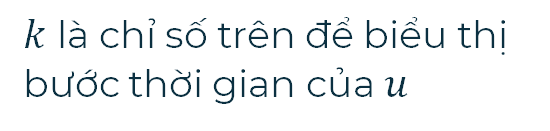 k là chỉ số trên để biểu thị
bước thời gian của u